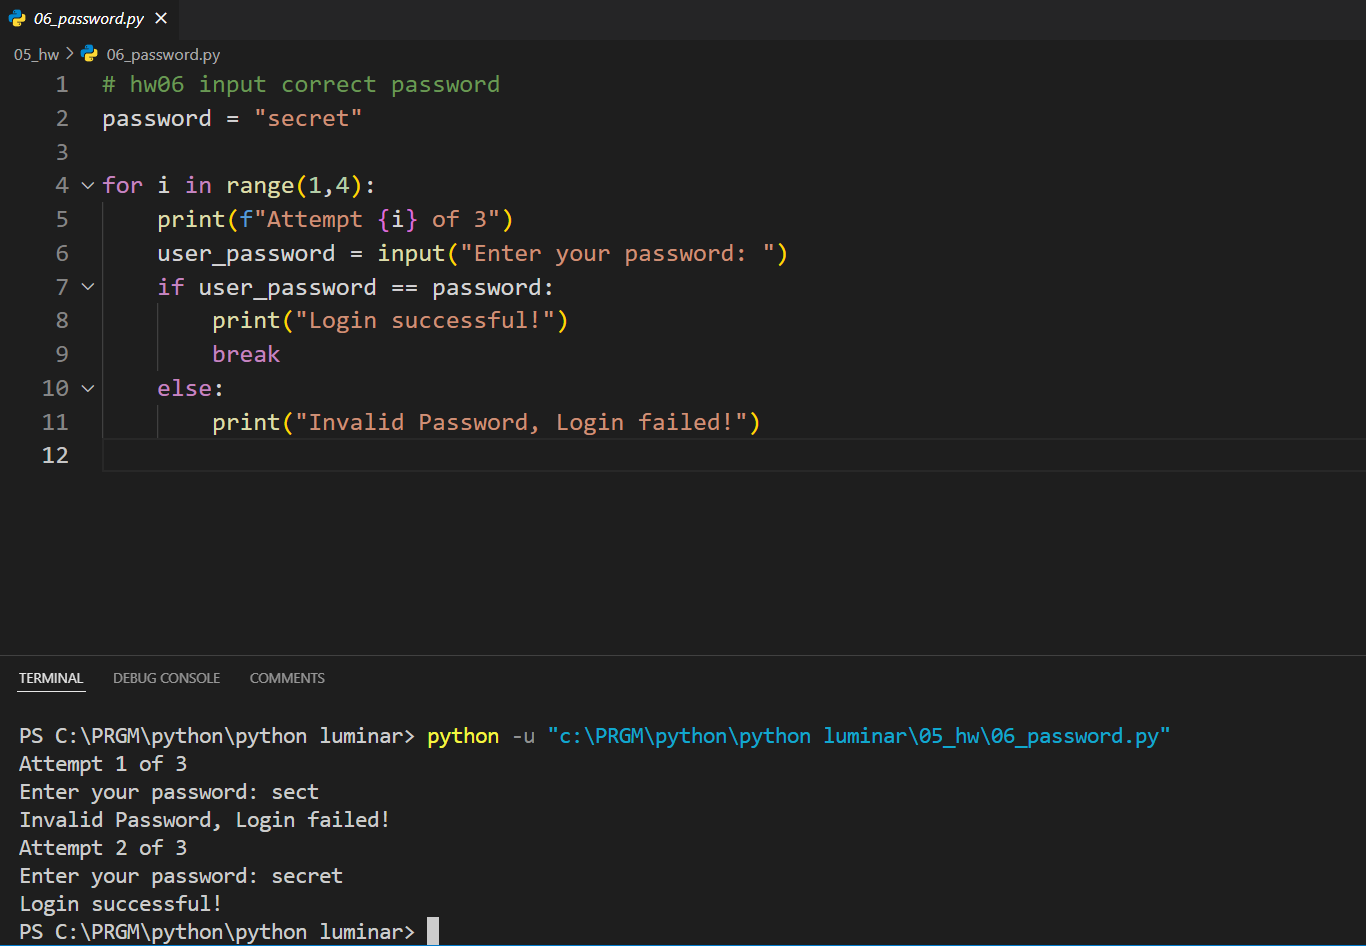 06_password.py
05_hw > 06_password.py
1 # hw06 input correct password
2 password = "secret"
3
4 for i in range(1,4):
5     print(f"Attempt {i} of 3")
6     user_password = input("Enter your password: ")
7     if user_password == password:
8         print("Login successful!")
9         break
10     else:
11         print("Invalid Password, Login failed!")
12
TERMINAL DEBUG CONSOLE COMMENTS
PS C:\PRGM\python\python luminar> python -u "c:\PRGM\python\python luminar\05_hw\06_password.py"
Attempt 1 of 3
Enter your password: sect
Invalid Password, Login failed!
Attempt 2 of 3
Enter your password: secret
Login successful!
PS C:\PRGM\python\python luminar>